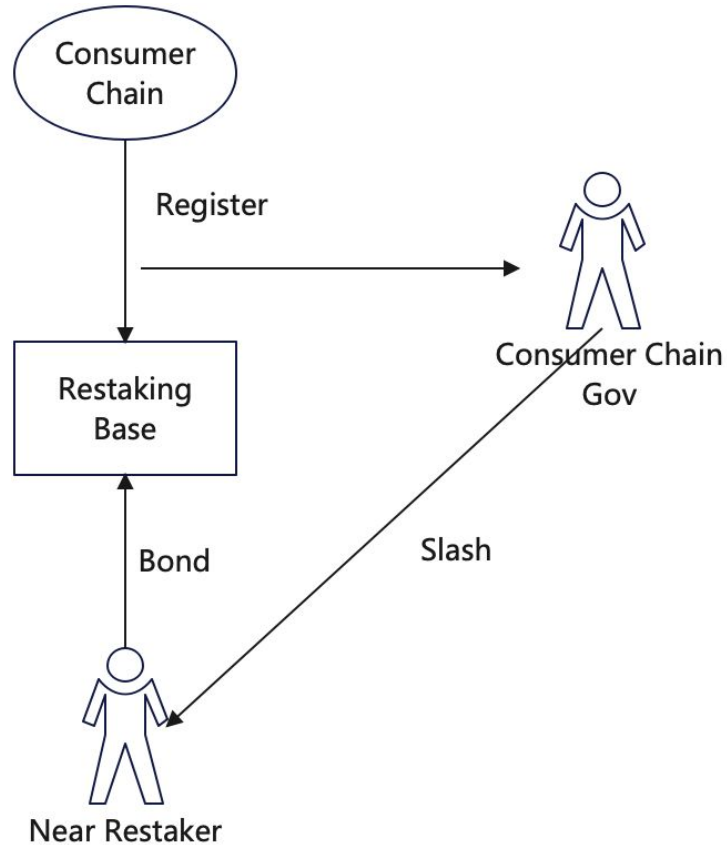 Consumer
Chain
Register
Consumer Chain
Gov
Restaking
Base
Slash
Bond
Near Restaker